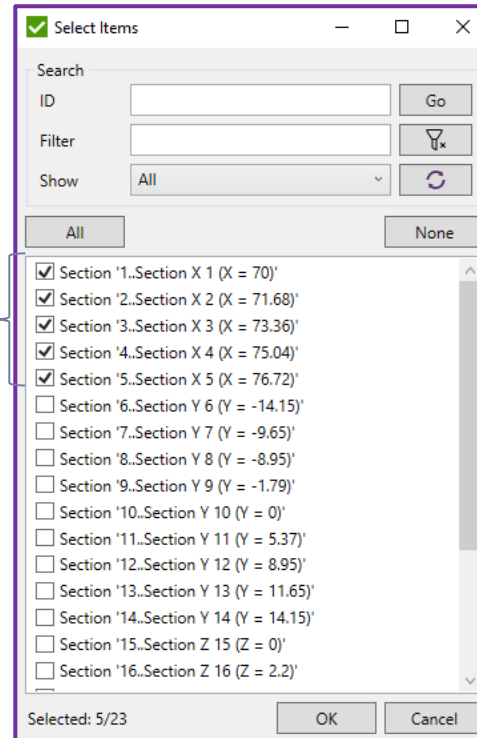 Select Items
Search
ID Go
Filter
Show All
All None
Section '1..Section X 1 (X = 70)'
Section '2..Section X 2 (X = 71.68)'
Section '3..Section X 3 (X = 73.36)'
Section '4..Section X 4 (X = 75.04)'
Section '5..Section X 5 (X = 76.72)'
Section '6..Section Y 6 (Y = -14.15)'
Section '7..Section Y 7 (Y = -9.65)'
Section '8..Section Y 8 (Y = -8.95)'
Section '9..Section Y 9 (Y = -1.79)'
Section '10..Section Y 10 (Y = 0)'
Section '11..Section Y 11 (Y = 5.37)'
Section '12..Section Y 12 (Y = 8.95)'
Section '13..Section Y 13 (Y = 11.65)'
Section '14..Section Y 14 (Y = 14.15)'
Section '15..Section Z 15 (Z = 0)'
Section '16..Section Z 16 (Z = 2.2)'
Selected: 5/23 OK Cancel